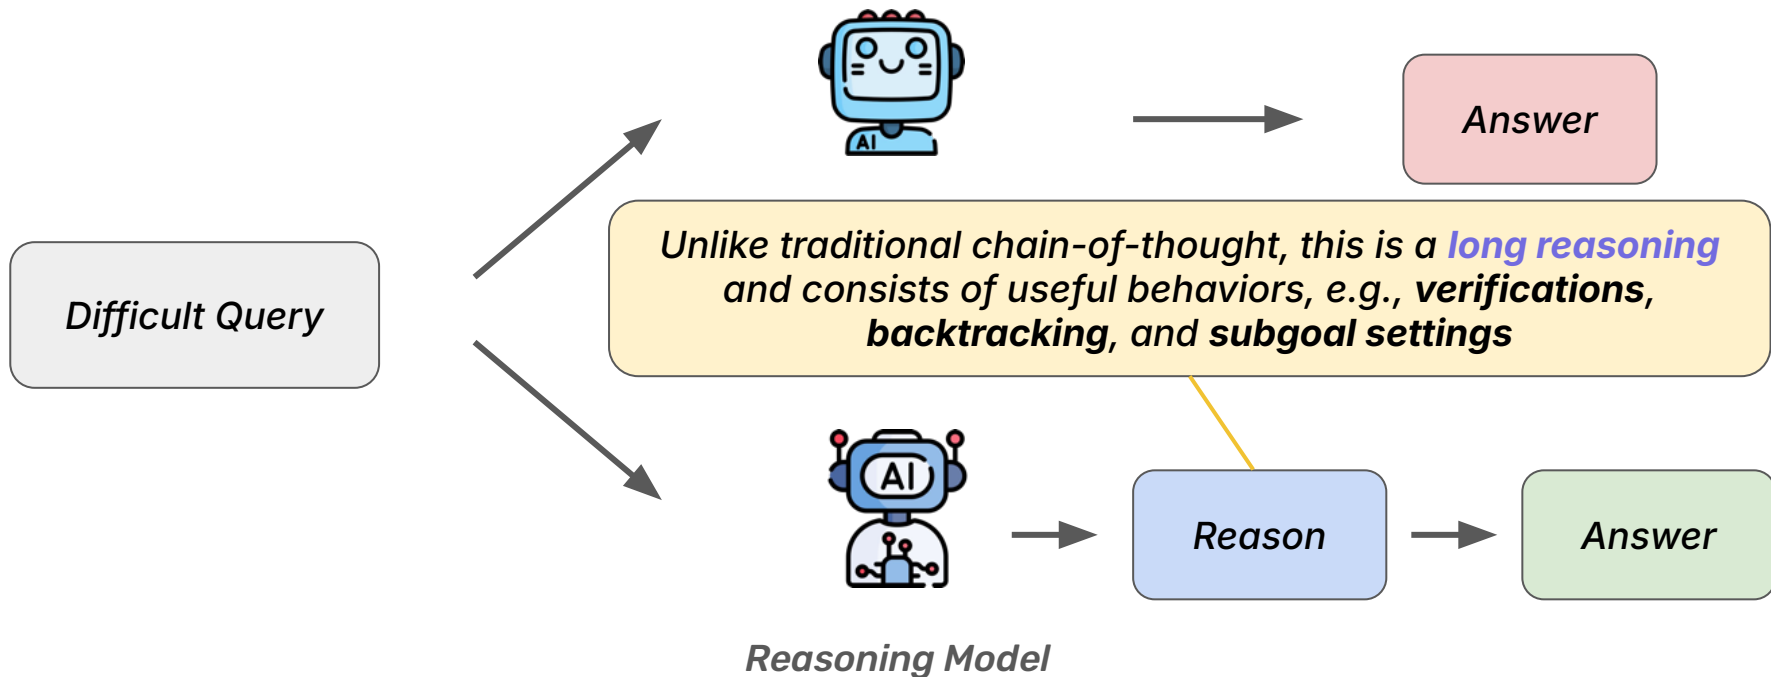 AI
Answer
Unlike traditional chain-of-thought, this is a long reasoning
and consists of useful behaviors, e.g., verifications,
backtracking, and subgoal settings
Difficult Query
AI
Reason
Answer
Reasoning Model